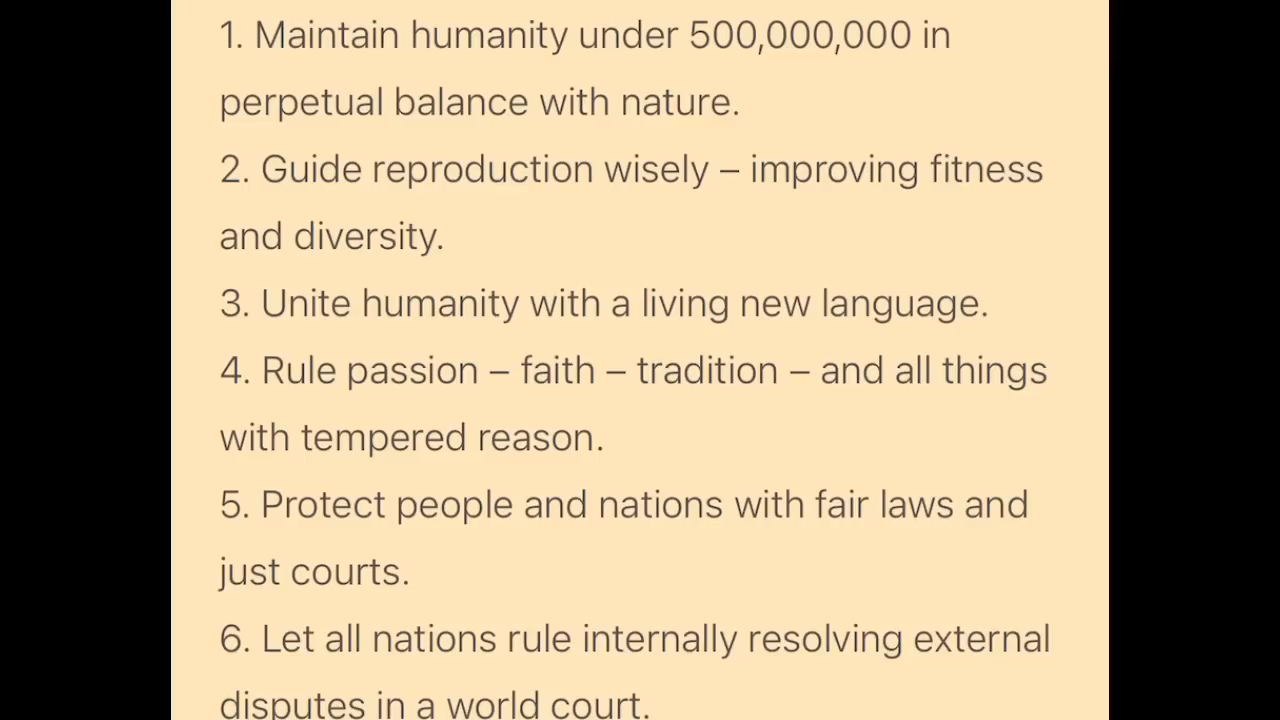 1. Maintain humanity under 500,000,000 in
perpetual balance with nature.
2. Guide reproduction wisely – improving fitness
and diversity.
3. Unite humanity with a living new language.
4. Rule passion – faith – tradition – and all things
with tempered reason.
5. Protect people and nations with fair laws and
just courts.
6. Let all nations rule internally resolving external
disputes in a world court.